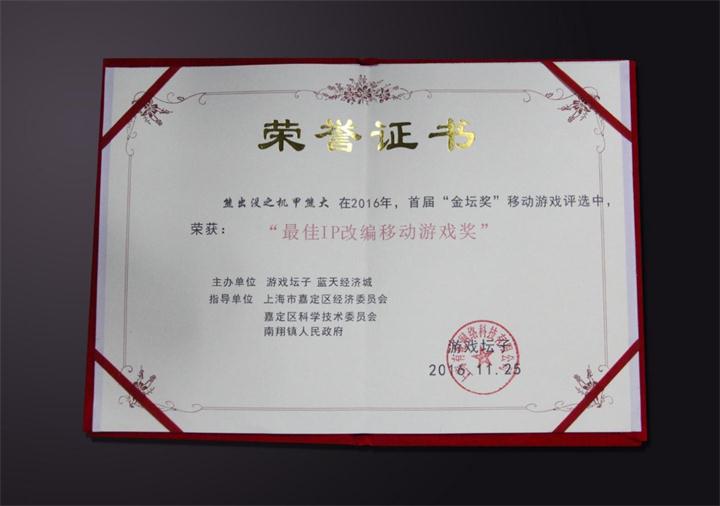 荣誉证书
熊出没之机甲熊大 在2016年，首届“金坛奖”移动游戏评选中，
荣获：“最佳IP改编移动游戏奖”
主办单位 游戏坛子 蓝天经济城
指导单位 上海市嘉定区经济委员会
嘉定区科学技术委员会
南翔镇人民政府
游戏坛子
2016.11.25